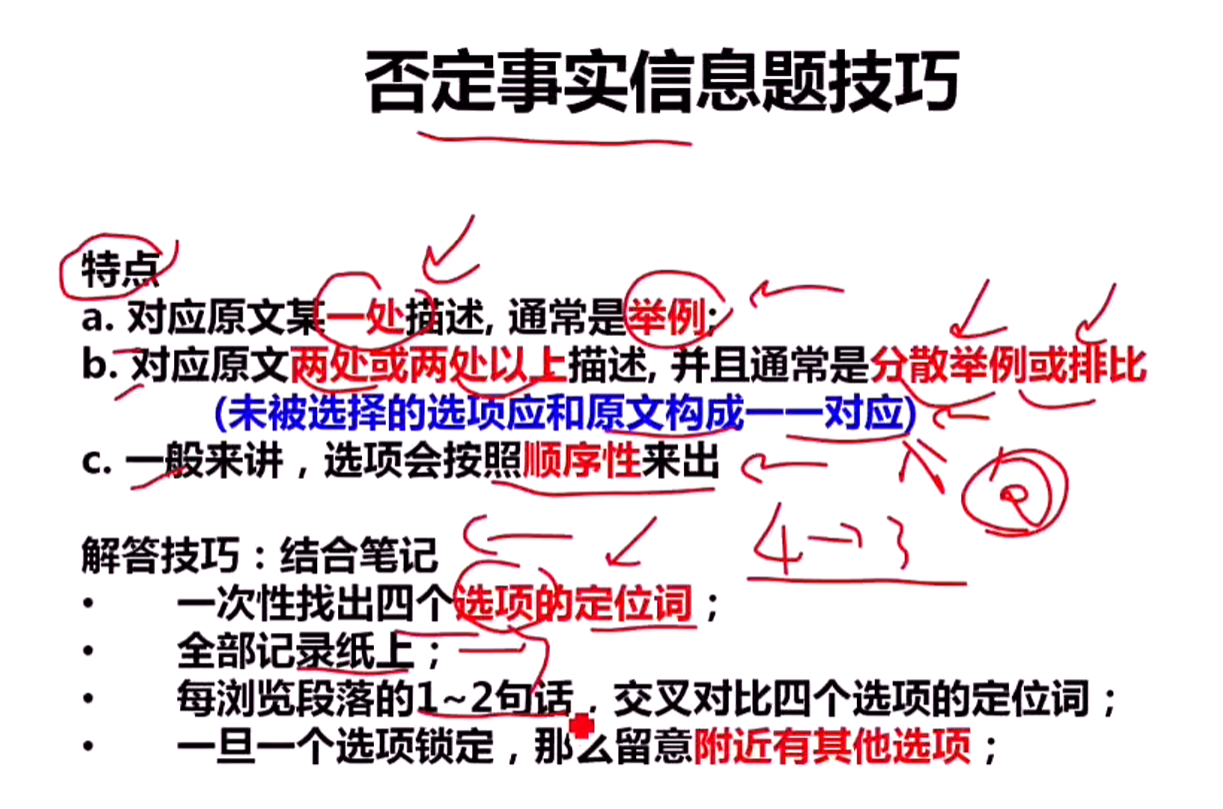 否定事实信息题技巧
特点
a. 对应原文某一处描述, 通常是举例;
b. 对应原文两处或两处以上描述, 并且通常是分散举例或排比
(未被选择的选项应和原文构成一一对应)
c. 一般来讲，选项会按照顺序性来出
4→3
解答技巧：结合笔记
• 一次性找出四个选项的定位词；
• 全部记录纸上；
• 每浏览段落的1~2句话，交叉对比四个选项的定位词；
• 一旦一个选项锁定，那么留意附近有其他选项；